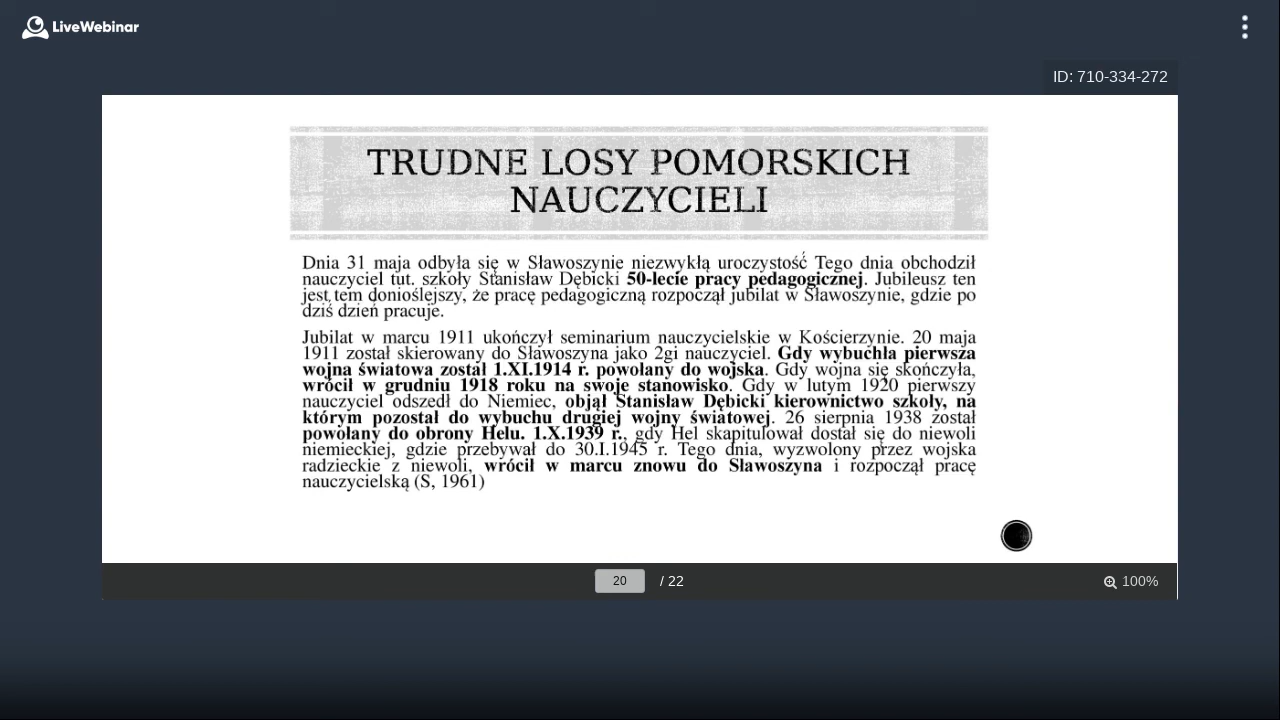 LiveWebinar
ID: 710-334-272
TRUDNE LOSY POMORSKICH
NAUCZYCIELI
Dnia 31 maja odbyła się w Sławoszynie niezwykłą uroczystość Tego dnia obchodził
nauczyciel tut. szkoły Stanisław Dębicki 50-lecie pracy pedagogicznej. Jubileusz ten
jest tem donioślejszy, że pracę pedagogiczną rozpoczął jubilat w Sławoszynie, gdzie po
dziś dzień pracuje.
Jubilat w marcu 1911 ukończył seminarium nauczycielskie w Kościerzynie. 20 maja
1911 został skierowany do Sławoszyna jako 2gi nauczyciel. Gdy wybuchła pierwsza
wojna światowa został 1.XI.1914 r. powołany do wojska. Gdy wojna się skończyła,
wrócił w grudniu 1918 roku na swoje stanowisko. Gdy w lutym 1920 pierwszy
nauczyciel odszedł do Niemiec, objął Stanisław Dębicki kierownictwo szkoły, na
którym pozostał do wybuchu drugiej wojny światowej. 26 sierpnia 1938 został
powołany do obrony Helu. 1.X.1939 r., gdy Hel skapitulował dostał się do niewoli
niemieckiej, gdzie przebywał do 30.I.1945 r. Tego dnia, wyzwolony przez wojska
radzieckie z niewoli, wrócił w marcu znowu do Sławoszyna i rozpoczął pracę
nauczycielską (S, 1961)
20 / 22
100%